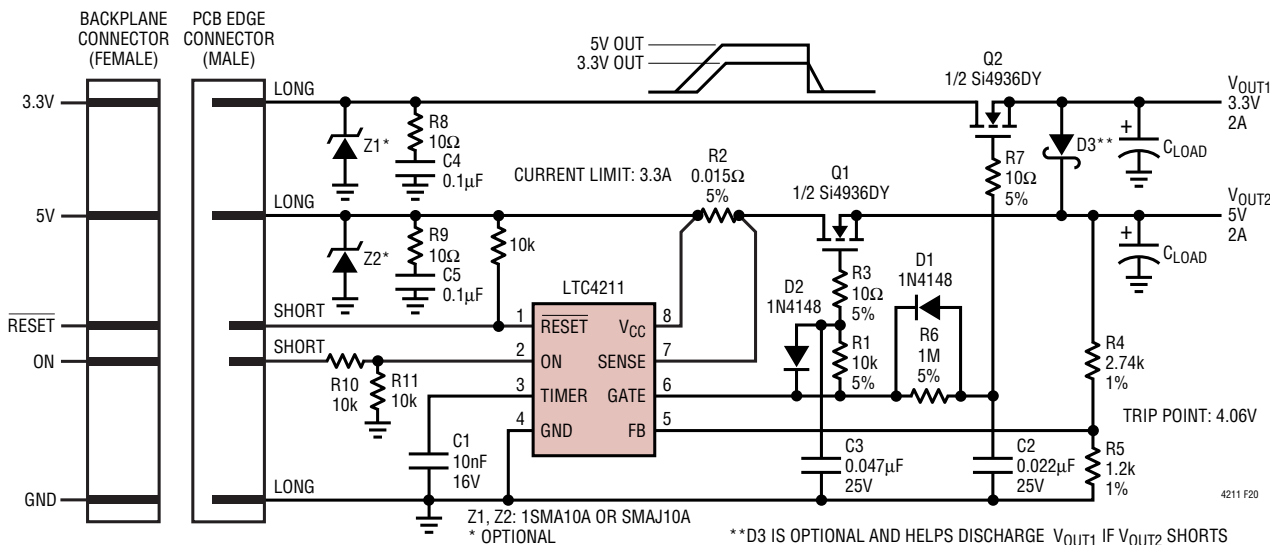 BACKPLANE
CONNECTOR
(FEMALE)
PCB EDGE
CONNECTOR
(MALE)
5V OUT
3.3V OUT
Q2
1/2 Si4936DY
LONG
3.3V
VOUT1
3.3V
2A
Z1*
R8
10Ω
C4
0.1µF
CURRENT LIMIT: 3.3A
R2
0.015Ω
5%
Q1
1/2 Si4936DY
R7
10Ω
5%
D3**
+
CLOAD
LONG
5V
VOUT2
5V
2A
Z2*
R9
10Ω
C5
0.1µF
10k
LTC4211
D2
1N4148
R3
10Ω
5%
D1
1N4148
+
CLOAD
RESET
SHORT
1
RESET
VCC
8
ON
SHORT
2
ON
SENSE
7
R10
10k
R11
10k
3
TIMER
GATE
6
4
GND
FB
5
R1
10k
5%
R6
1M
5%
R4
2.74k
1%
TRIP POINT: 4.06V
C1
10nF
16V
C3
0.047µF
25V
C2
0.022µF
25V
R5
1.2k
1%
GND
LONG
4211 F20
Z1, Z2: 1SMA10A OR SMAJ10A
* OPTIONAL
**D3 IS OPTIONAL AND HELPS DISCHARGE VOUT1 IF VOUT2 SHORTS